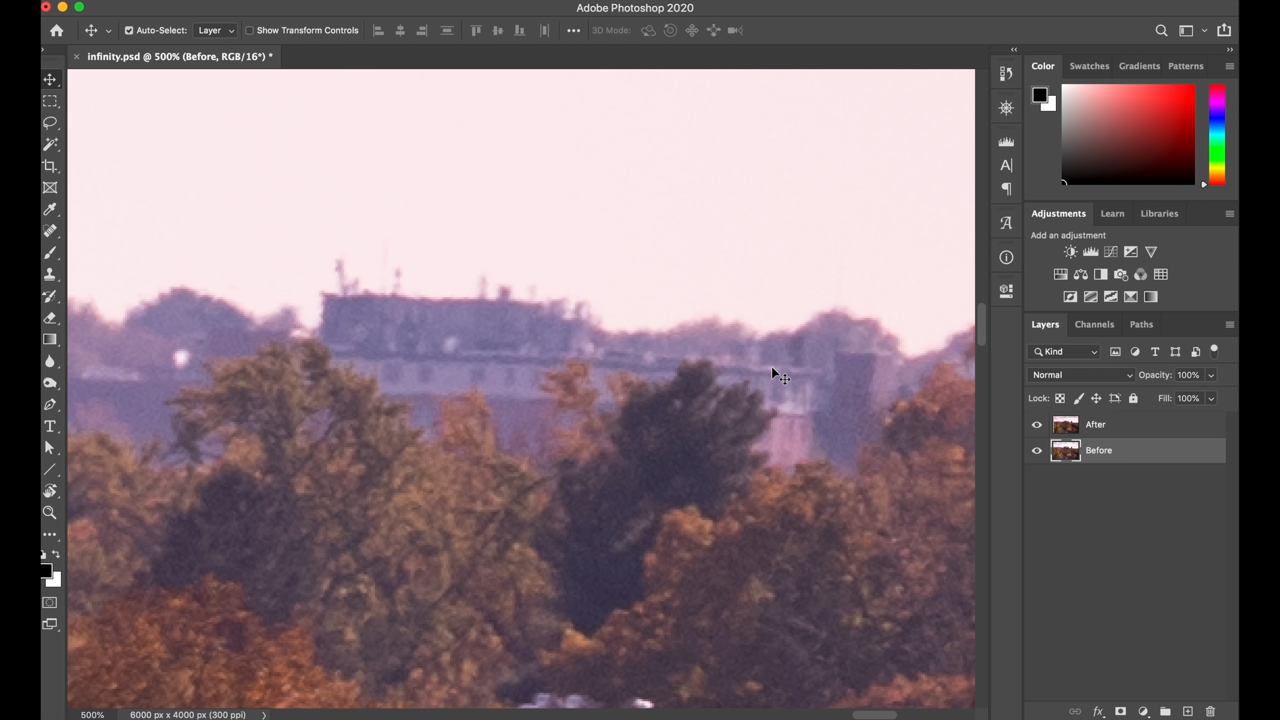 Adobe Photoshop 2020
Auto-Select: Layer Show Transform Controls 3D Mode:
infinity.psd @ 500% (Before, RGB/16*) *
Color Swatches Gradients Patterns
Adjustments Learn Libraries
Add an adjustment
Layers Channels Paths
Kind
Normal Opacity: 100%
Lock: Fill: 100%
After
Before
500% 6000 px x 4000 px (300 ppi)